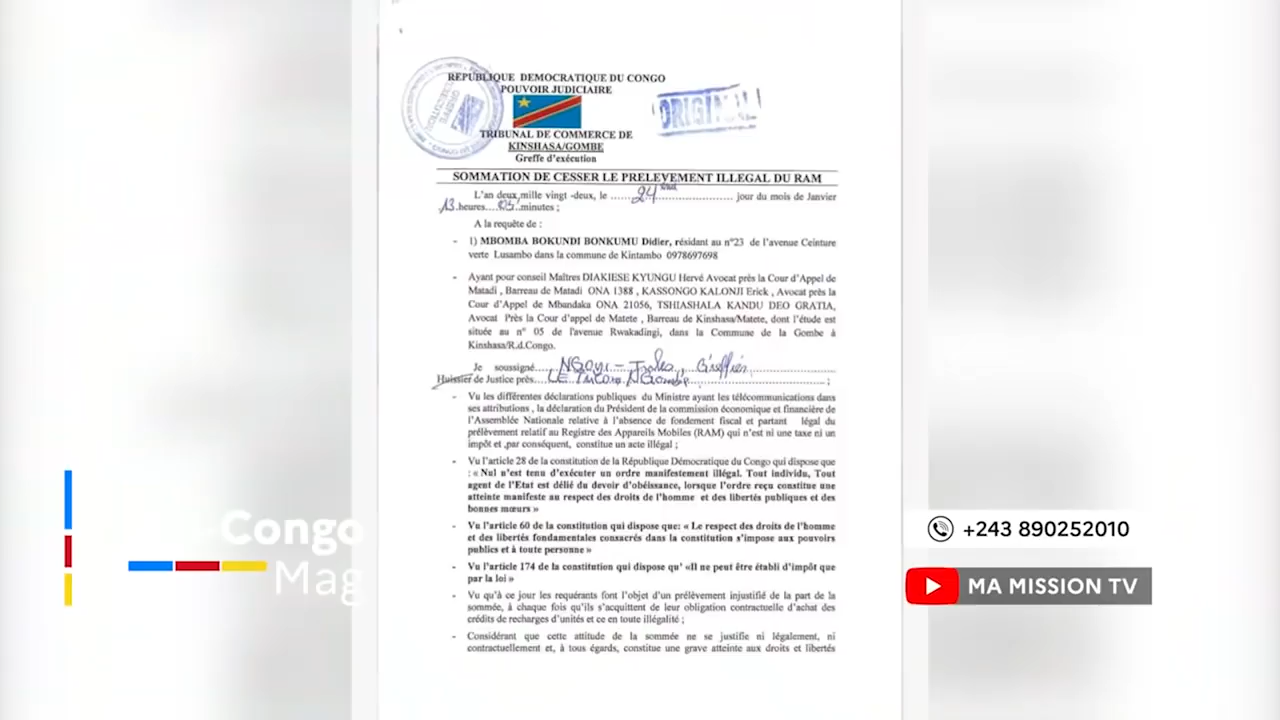 REPUBLIQUE DEMOCRATIQUE DU CONGO
POUVOIR JUDICIAIRE
ORIGINAL
TRIBUNAL DE COMMERCE DE
KINSHASA/GOMBE
Greffe d'exécution
SOMMATION DE CESSER LE PRELEVEMENT ILLEGAL DU RAM
L'an deux mille vingt -deux, le ......24......................... jour du mois de Janvier
13 heures....05...minutes ;
A la requête de :
- 1) MBOMBA BOKUNDI BONKUMU Didier, résidant au n°23 de l'avenue Ceinture
verte Lusambo dans la commune de Kintambo 0978697698
- Ayant pour conseil Maîtres DIAKIESE KYUNGU Hervé Avocat près la Cour d'Appel de
Matadi , Barreau de Matadi ONA 1388 , KASSONGO KALONJI Erick , Avocat près la
Cour d'Appel de Mbandaka ONA 21056, TSHIASHALA KANDU DEO GRATIA,
Avocat Près la Cour d'appel de Matete , Barreau de Kinshasa/Matete, dont l'étude est
située au n° 05 de l'avenue Rwakadingi, dans la Commune de la Gombe à
Kinshasa/R.d.Congo.
Je soussigné....
Huissier de Justice près....
- Vu les différentes déclarations publiques du Ministre ayant les télécommunications dans
ses attributions , la déclaration du Président de la commission économique et financière de
l'Assemblée Nationale relative à l'absence de fondement fiscal et partant légal du
prélèvement relatif au Registre des Appareils Mobiles (RAM) qui n'est ni une taxe ni un
impôt et ,par conséquent, constitue un acte illégal ;
- Vu l'article 28 de la constitution de la République Démocratique du Congo qui dispose que
: « Nul n'est tenu d'exécuter un ordre manifestement illégal. Tout individu, Tout
agent de l'Etat est délié du devoir d'obéissance, lorsque l'ordre reçu constitue une
atteinte manifeste au respect des droits de l'homme et des libertés publiques et des
bonnes mœurs »
- Vu l'article 60 de la constitution qui dispose que: « Le respect des droits de l'homme
et des libertés fondamentales consacrés dans la constitution s'impose aux pouvoirs
publics et à toute personne »
- Vu l'article 174 de la constitution qui dispose qu' «Il ne peut être établi d'impôt que
par la loi »
- Vu qu'à ce jour les requérants font l'objet d'un prélèvement injustifié de la part de la
sommée, à chaque fois qu'ils s'acquittent de leur obligation contractuelle d'achat des
crédits de recharges d'unités et ce en toute illégalité ;
- Considérant que cette attitude de la sommée ne se justifie ni légalement, ni
contractuellement et, à tous égards, constitue une grave atteinte aux droits et libertés
-Congo
Mag
+243 890252010
MA MISSION TV